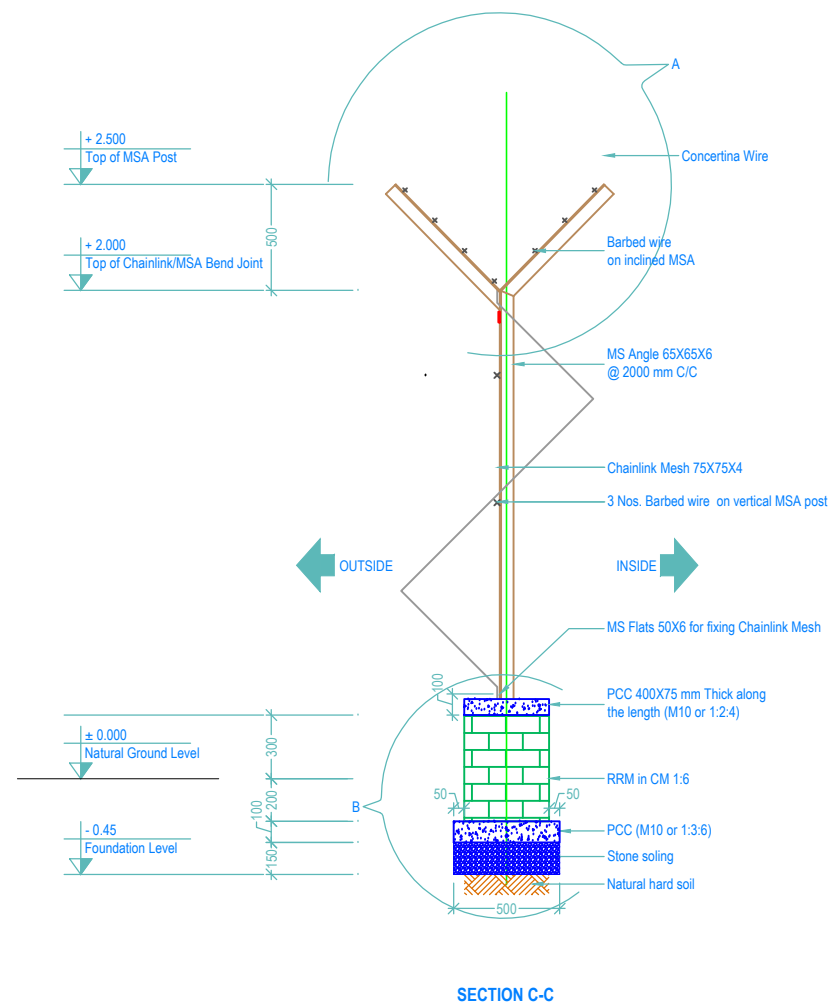 A
+ 2.500
Top of MSA Post
Concertina Wire
500
+ 2.000
Top of Chainlink/MSA Bend Joint
Barbed wire
on inclined MSA
MS Angle 65X65X6
@ 2000 mm C/C
Chainlink Mesh 75X75X4
3 Nos. Barbed wire on vertical MSA post
OUTSIDE
INSIDE
MS Flats 50X6 for fixing Chainlink Mesh
100
PCC 400X75 mm Thick along
the length (M10 or 1:2:4)
± 0.000
Natural Ground Level
300
RRM in CM 1:6
50
50
200
100
B
- 0.45
Foundation Level
PCC (M10 or 1:3:6)
150
Stone soling
Natural hard soil
500
SECTION C-C